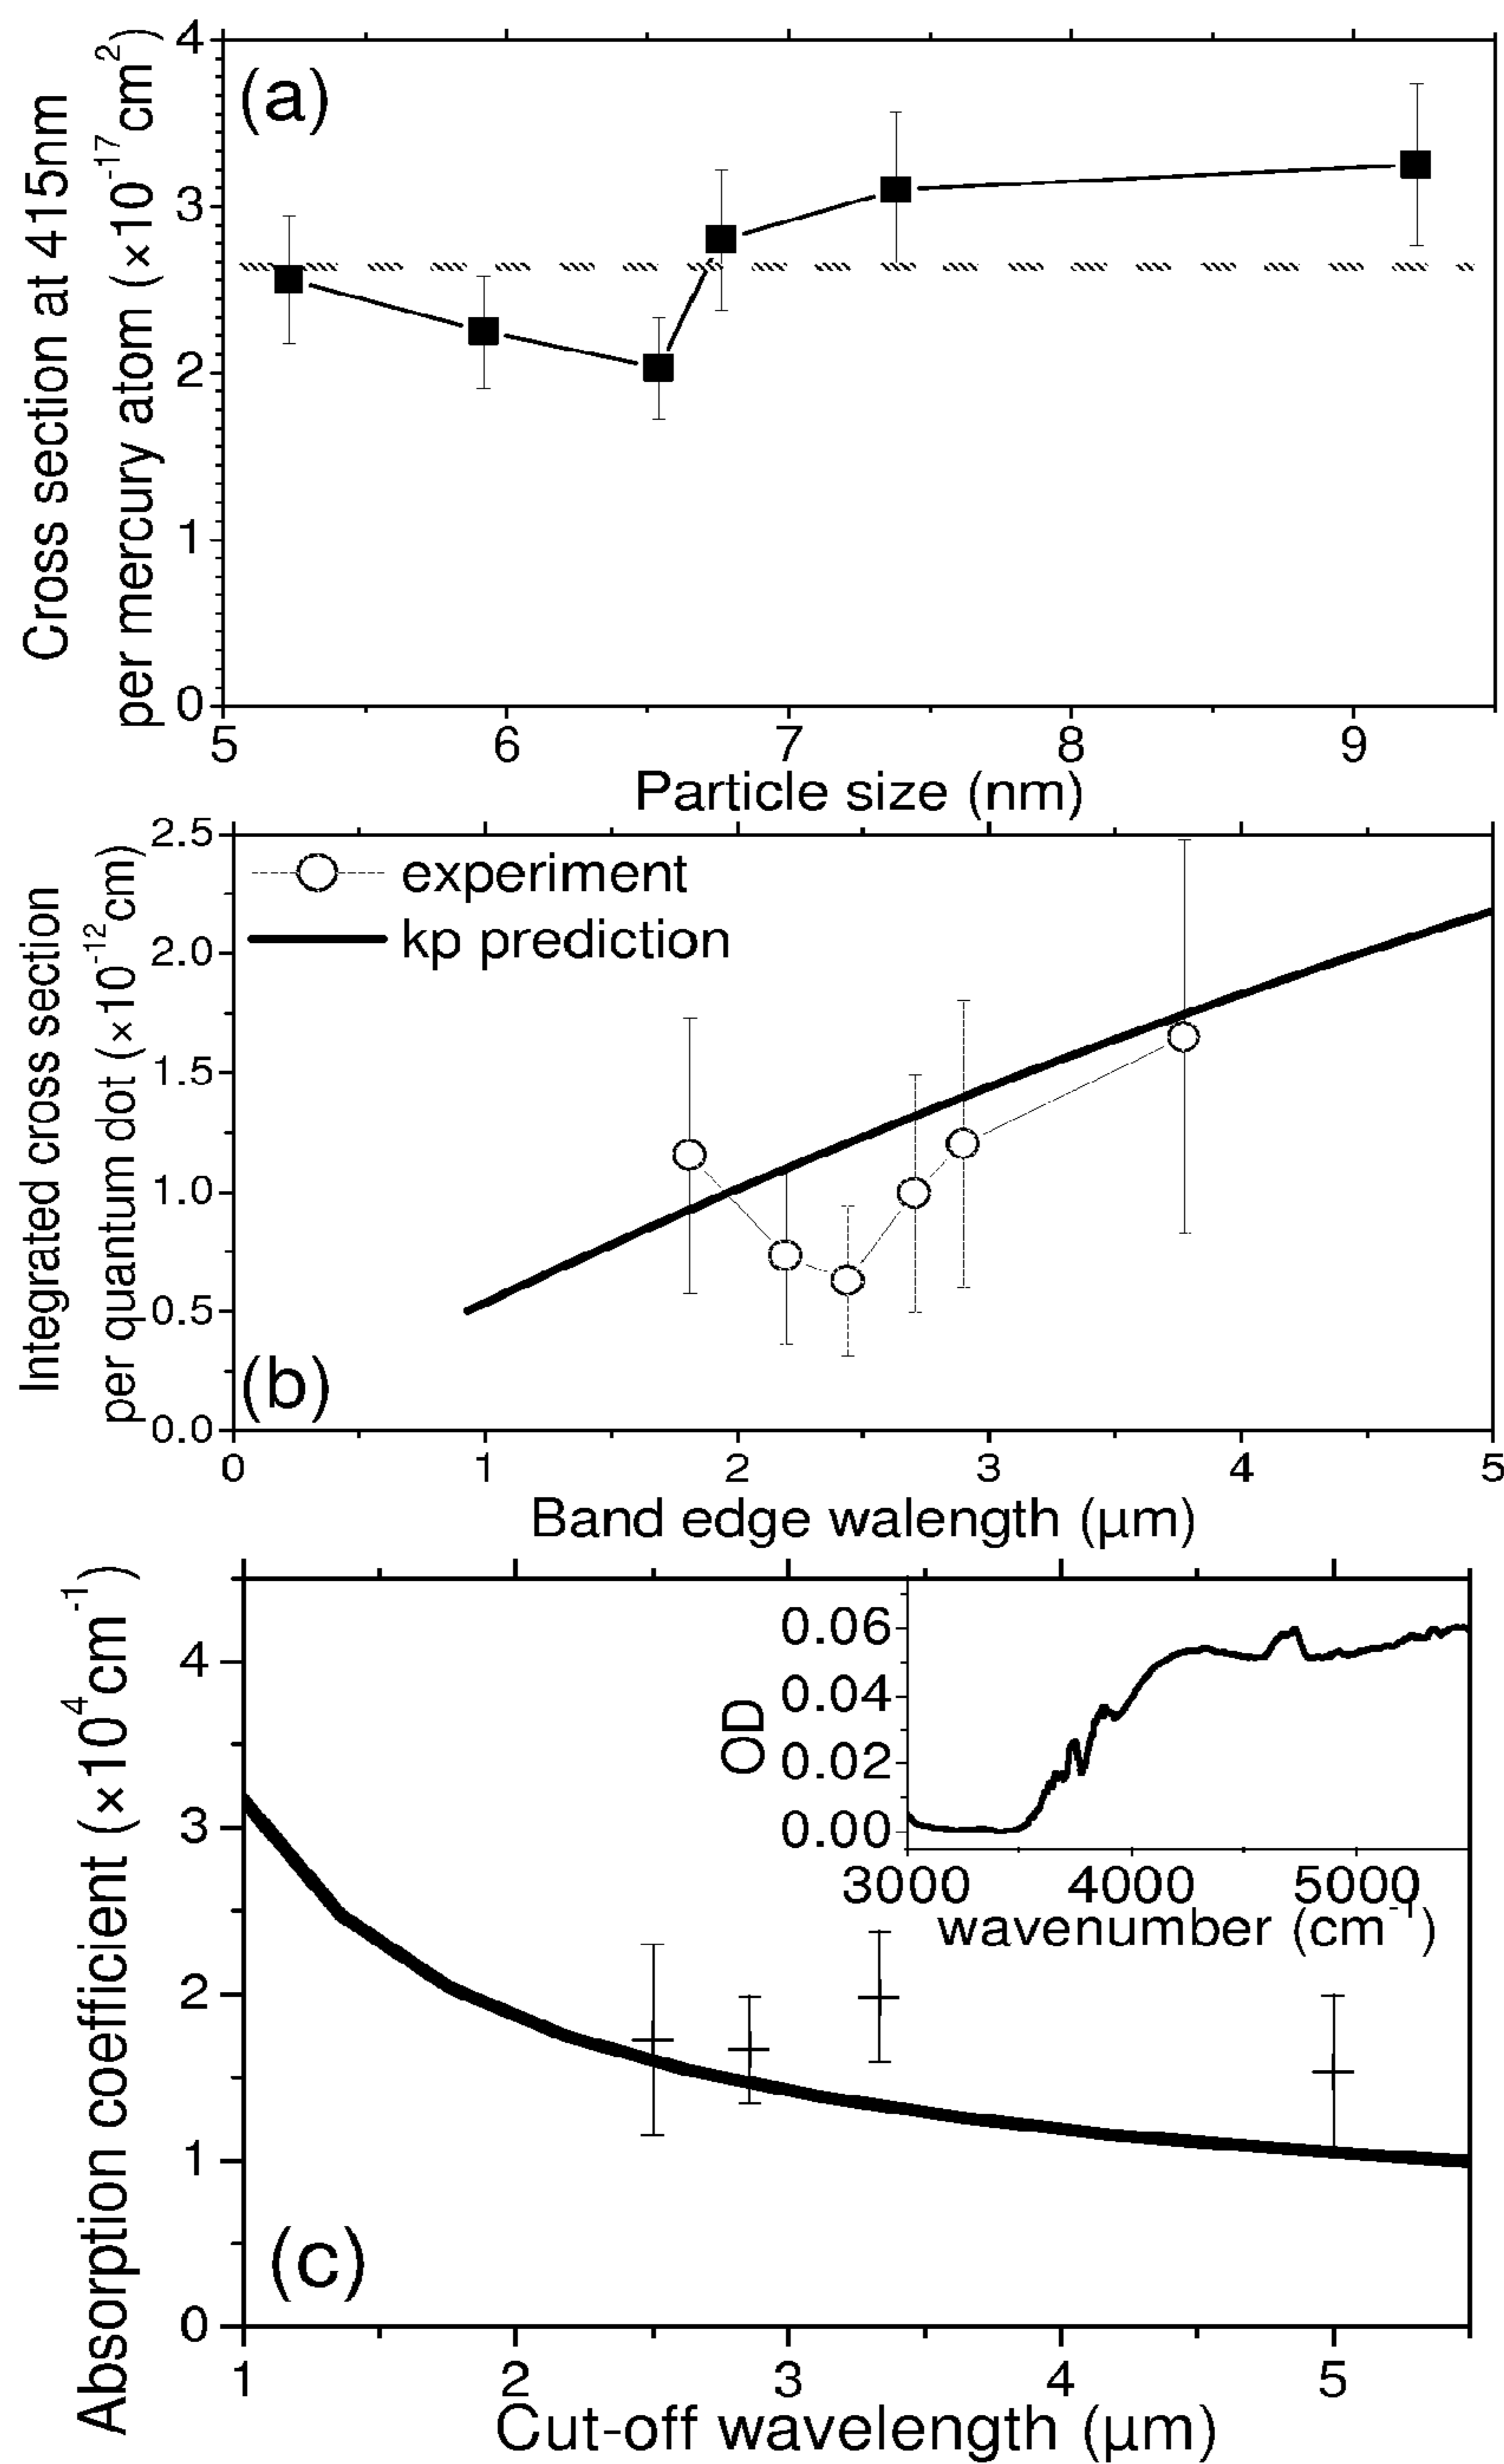 (a)
Cross section at 415nm
per mercury atom (×10⁻¹⁷cm²)
4
3
2
1
0
5 6 7 8 9
Particle size (nm)
(b)
Integrated cross section
per quantum dot (×10⁻¹²cm)
2.5
2.0
1.5
1.0
0.5
0.0
experiment
kp prediction
0 1 2 3 4 5
Band edge walength (μm)
(c)
Absorption coefficient (×10⁴cm⁻¹)
4
3
2
1
0
OD
0.06
0.04
0.02
0.00
3000 4000 5000
wavenumber (cm⁻¹)
1 2 3 4 5
Cut-off wavelength (μm)